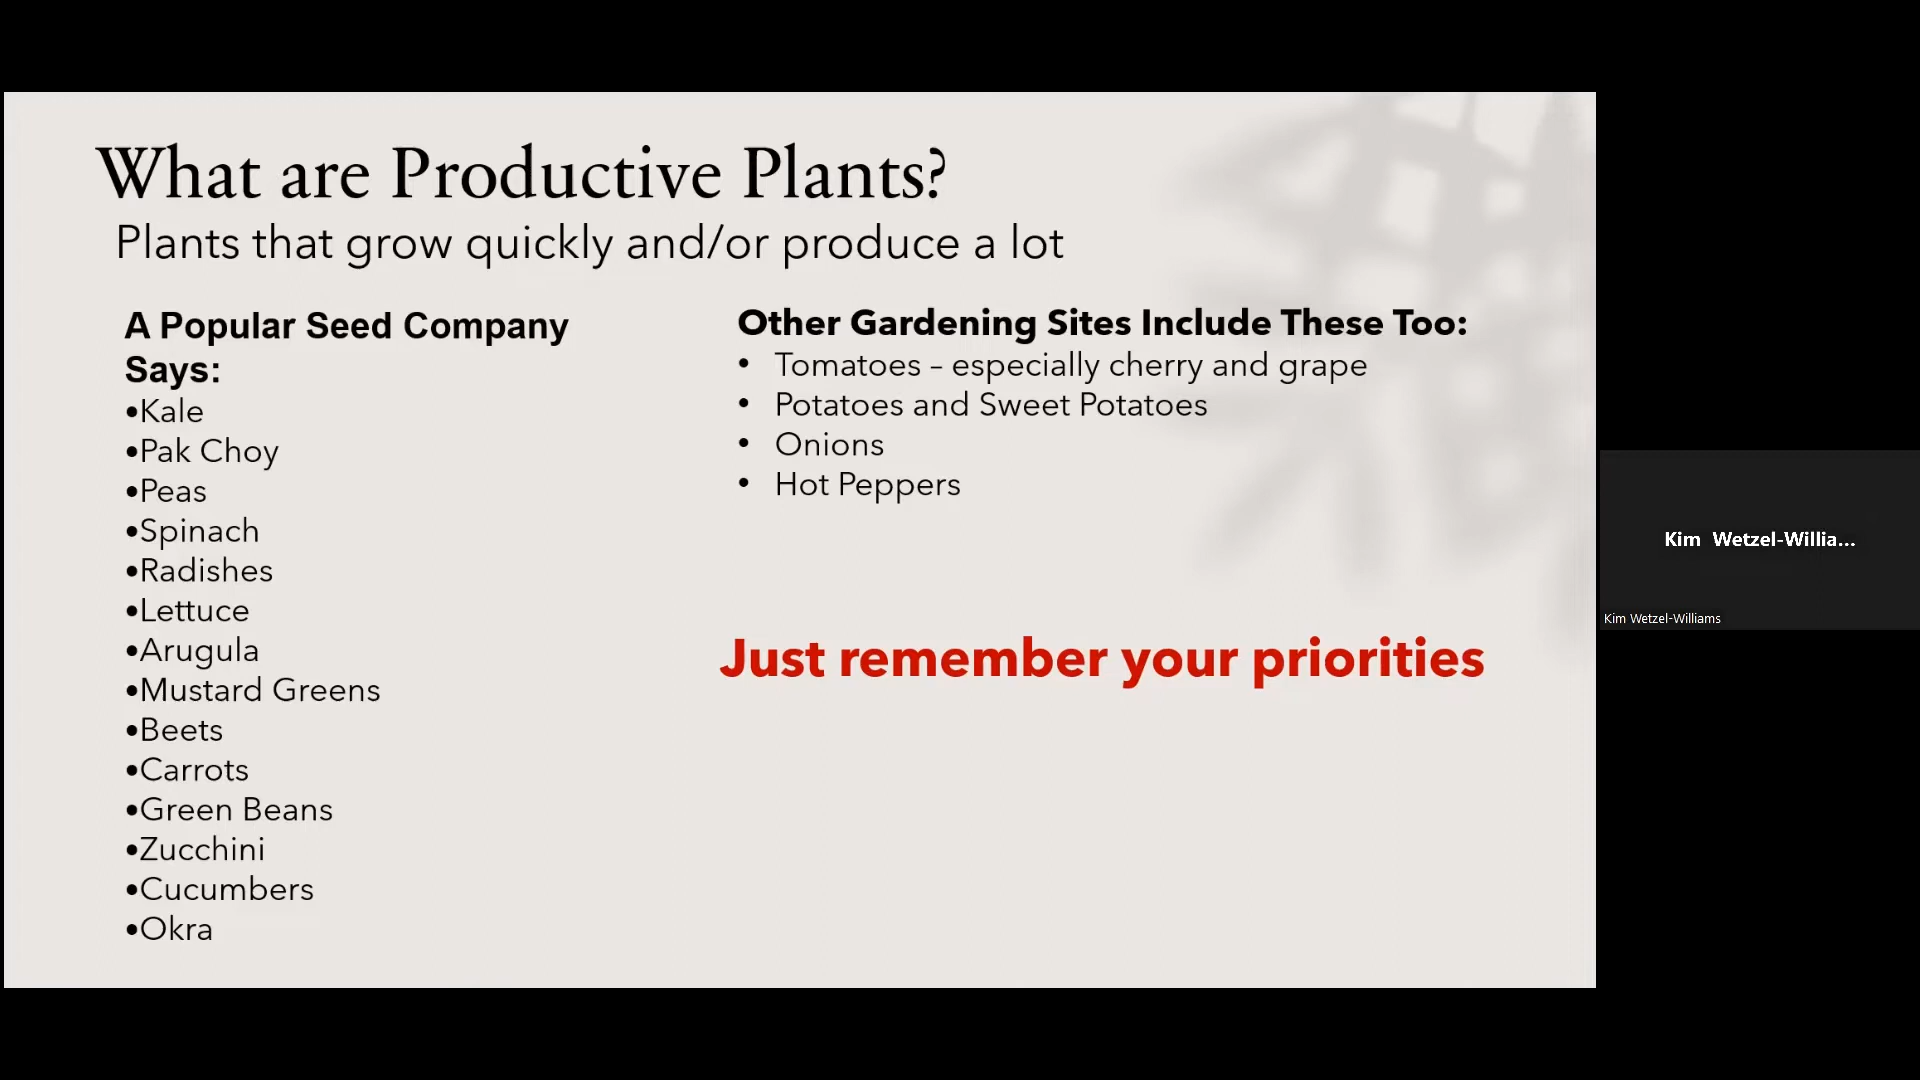 What are Productive Plants?
Plants that grow quickly and/or produce a lot
A Popular Seed Company
Says:
•Kale
•Pak Choy
•Peas
•Spinach
•Radishes
•Lettuce
•Arugula
•Mustard Greens
•Beets
•Carrots
•Green Beans
•Zucchini
•Cucumbers
•Okra
Other Gardening Sites Include These Too:
• Tomatoes – especially cherry and grape
• Potatoes and Sweet Potatoes
• Onions
• Hot Peppers
Just remember your priorities
Kim Wetzel-Willia...
Kim Wetzel-Williams